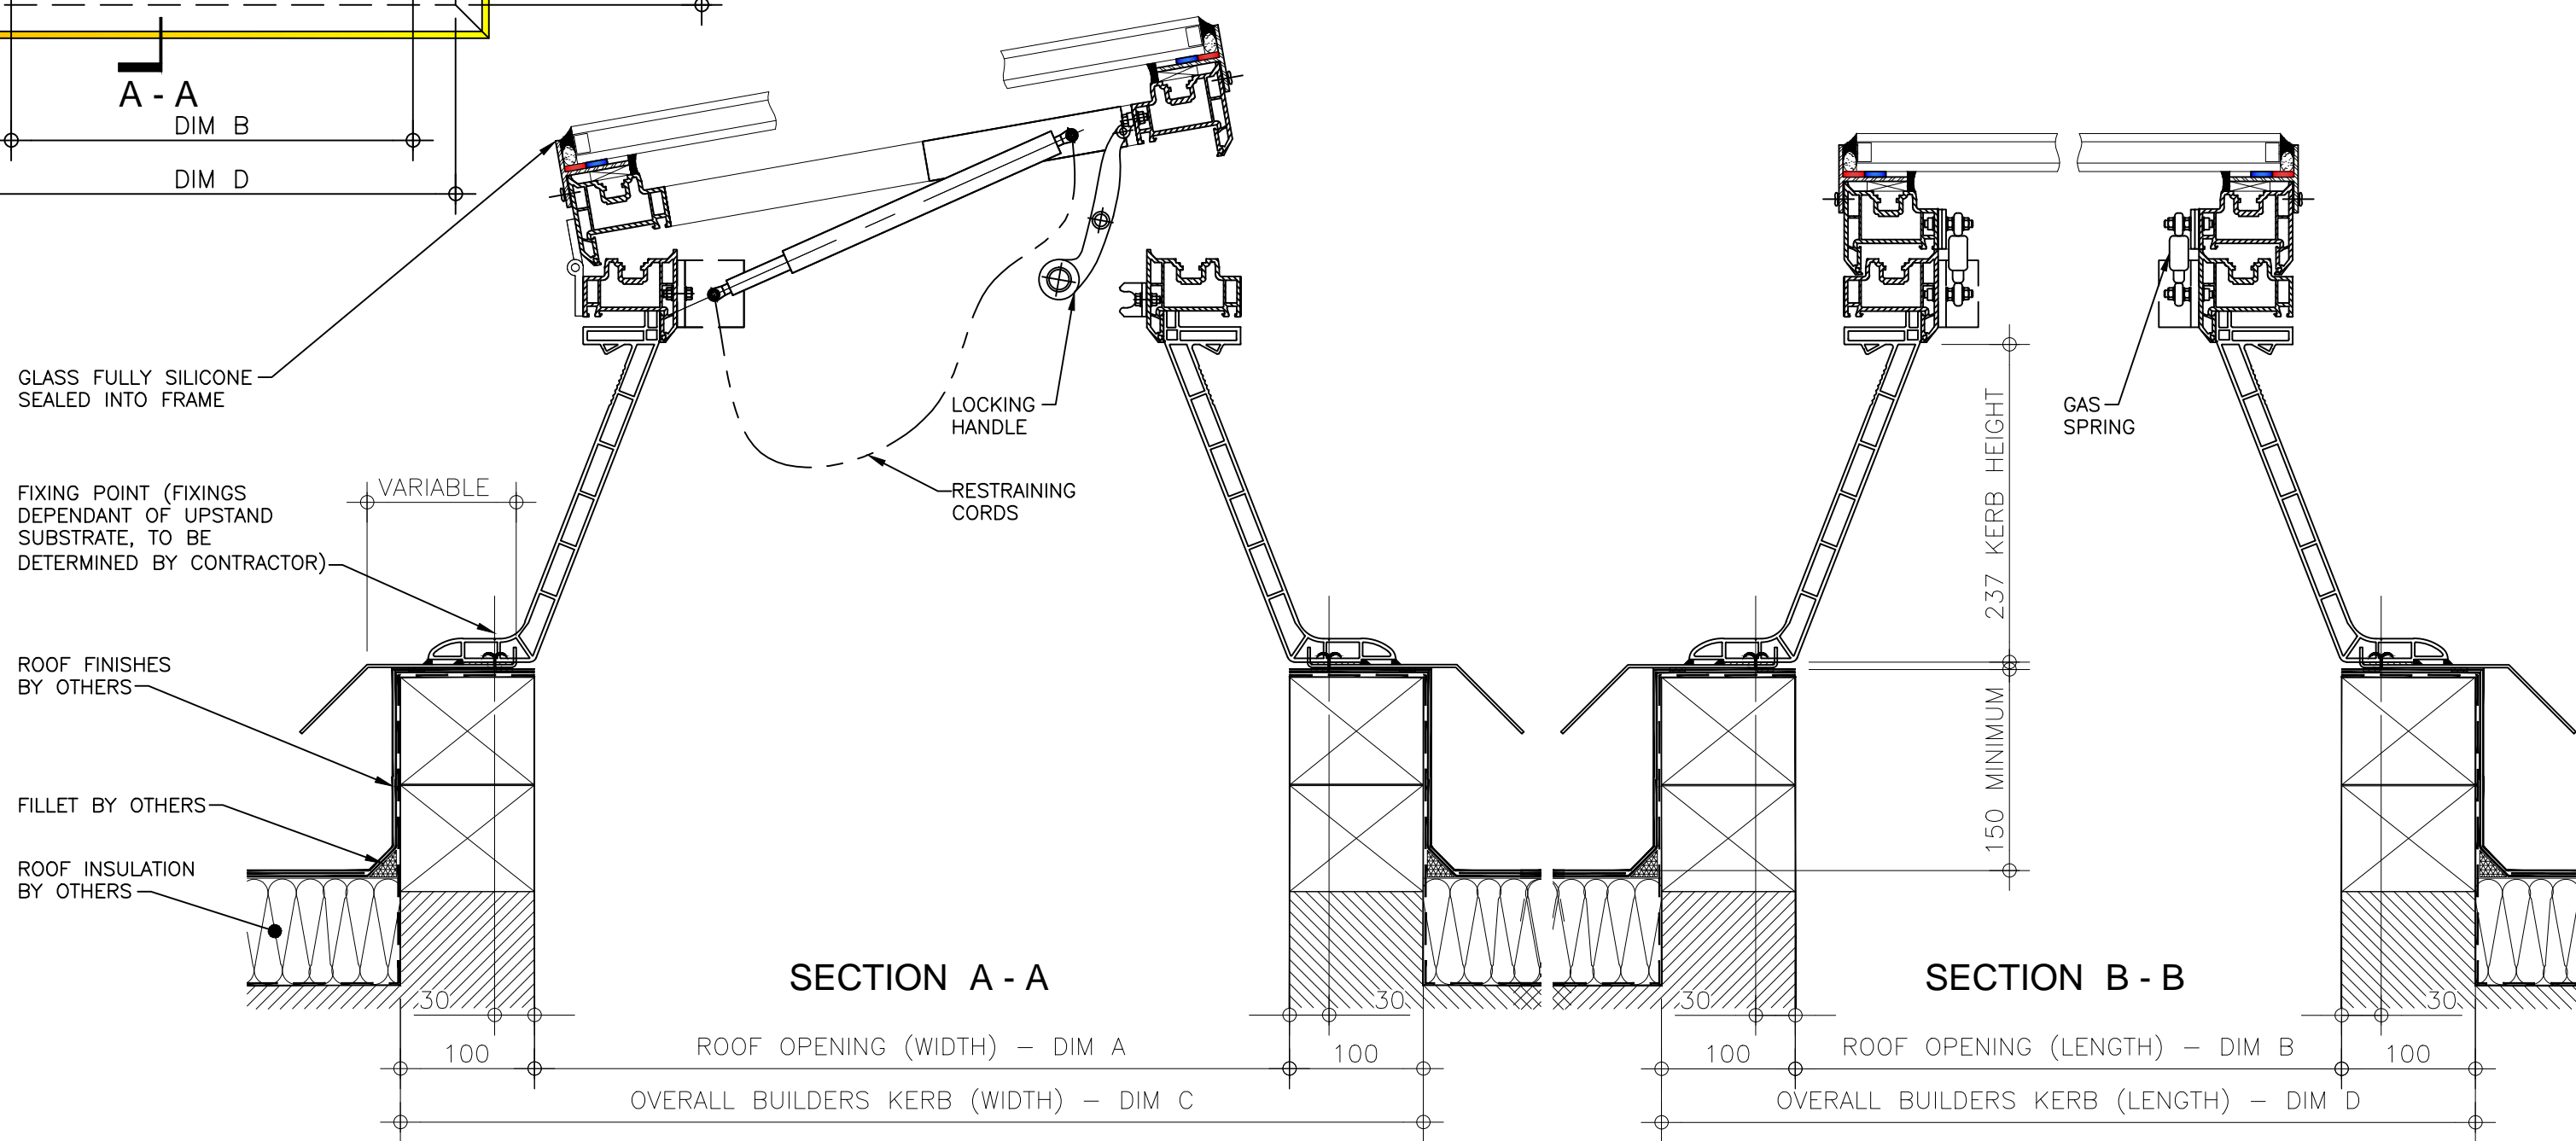 A - A
DIM B
DIM D
GLASS FULLY SILICONE
SEALED INTO FRAME
FIXING POINT (FIXINGS
DEPENDANT OF UPSTAND
SUBSTRATE, TO BE
DETERMINED BY CONTRACTOR)
VARIABLE
ROOF FINISHES
BY OTHERS
FILLET BY OTHERS
ROOF INSULATION
BY OTHERS
LOCKING
HANDLE
RESTRAINING
CORDS
SECTION A - A
30
30
100
ROOF OPENING (WIDTH) – DIM A
100
OVERALL BUILDERS KERB (WIDTH) – DIM C
GAS
SPRING
237 KERB HEIGHT
150 MINIMUM
SECTION B - B
30
30
100
ROOF OPENING (LENGTH) – DIM B
100
OVERALL BUILDERS KERB (LENGTH) – DIM D